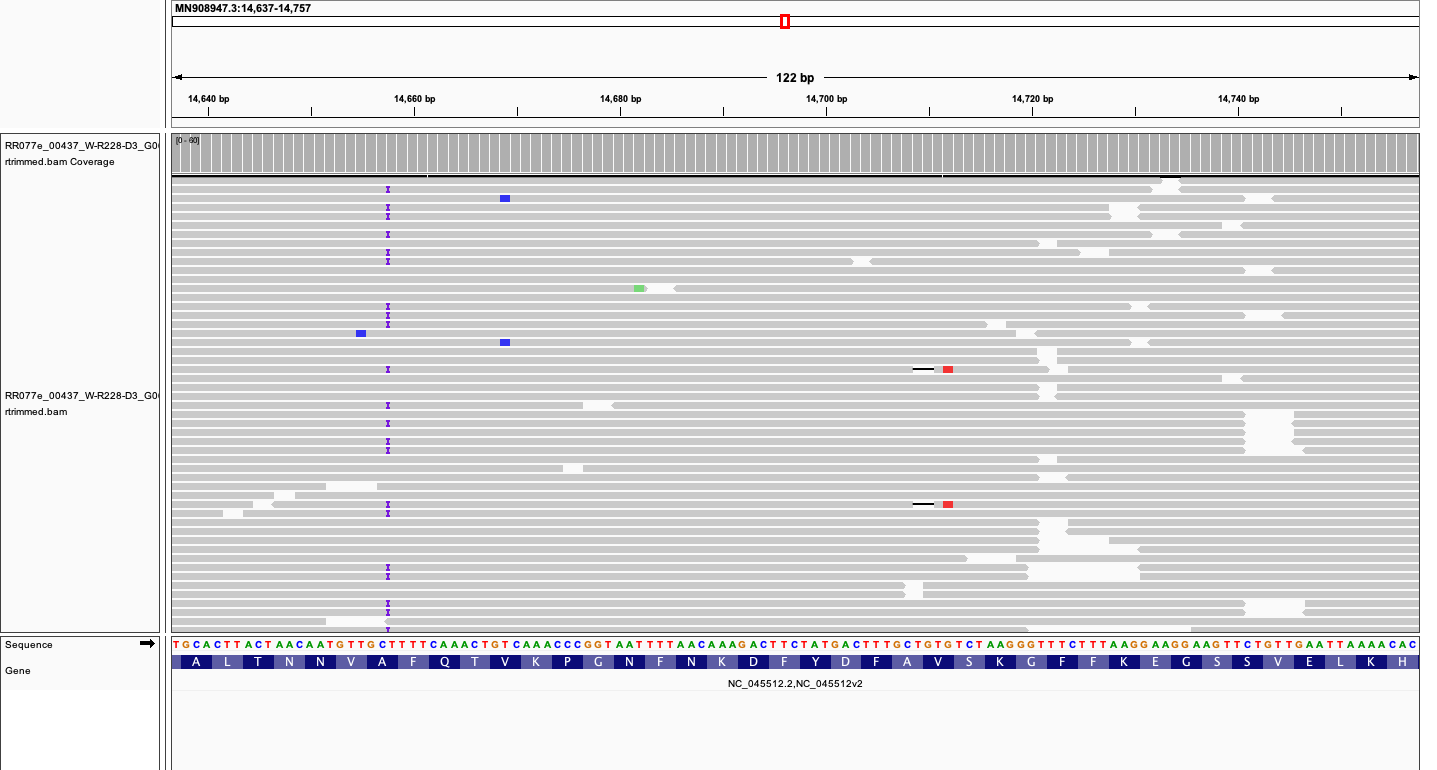 MN908947.3:14,637-14,757
122 bp
14,640 bp 14,660 bp 14,680 bp 14,700 bp 14,720 bp 14,740 bp
RR077e_00437_W-R228-D3_G0
rtrimmed.bam Coverage
[0 - 60]
RR077e_00437_W-R228-D3_G0
rtrimmed.bam
Sequence
T G C A C T T A C T A A C A A T G T T G C T T T T C A A A C T G T C A A A C C C G G T A A T T T T A A C A A A G A C T T C T A T G A C T T T G C T G T G T C T A A G G G T T T C T T T A A G G A A G G A A G T T C T G T T G A A T T A A A A C A C
Gene
A L T N N V A F Q T V K P G N F N K D F Y D F A V S K G F F K E G S S V E L K H
NC_045512.2,NC_045512v2